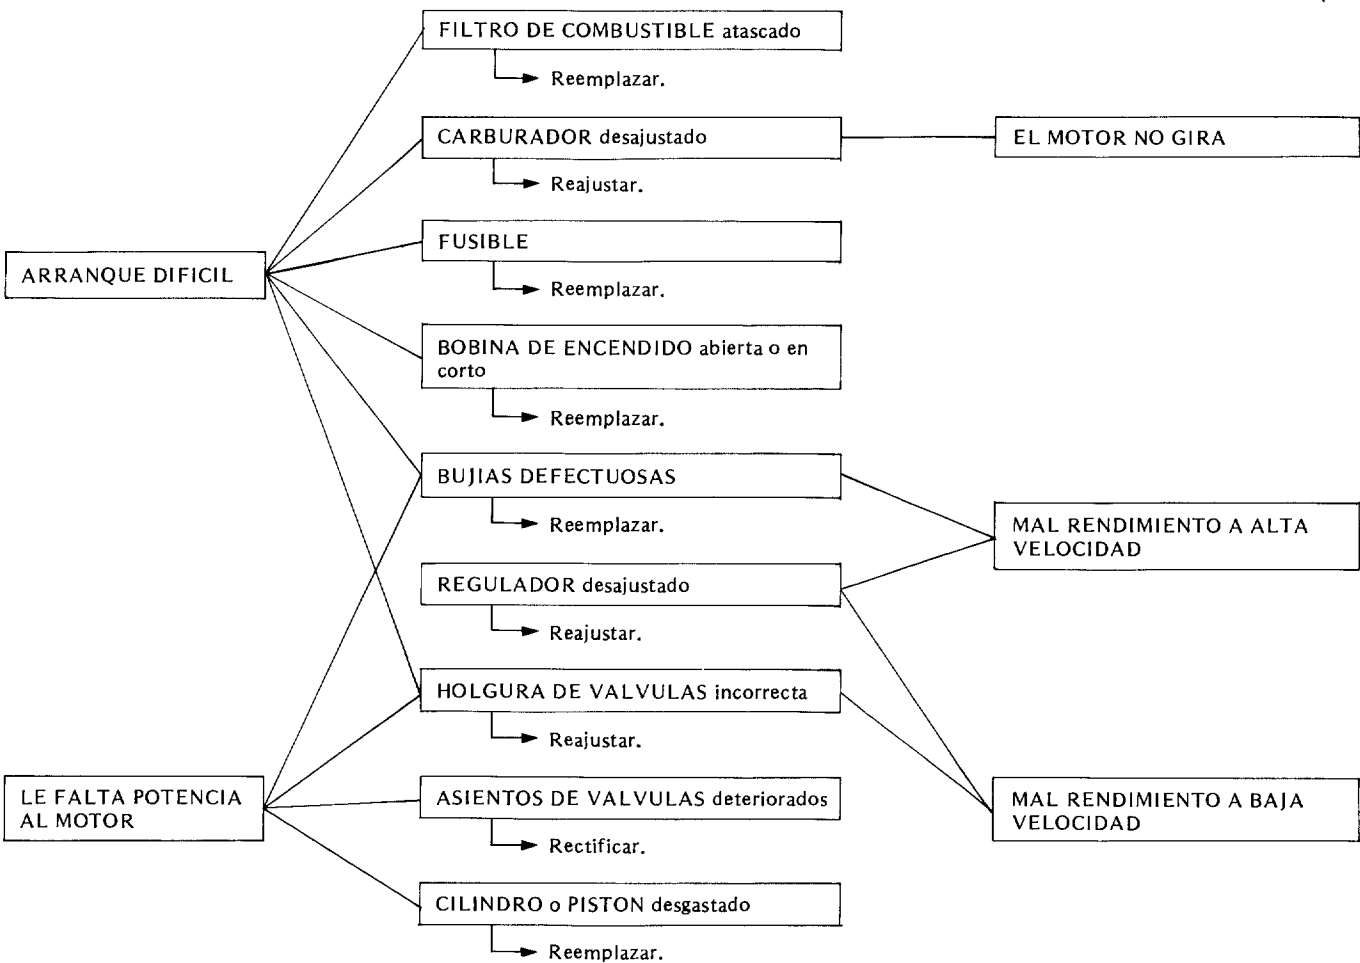 FILTRO DE COMBUSTIBLE atascado
Reemplazar.
CARBURADOR desajustado
EL MOTOR NO GIRA
Reajustar.
FUSIBLE
ARRANQUE DIFICIL
Reemplazar.
BOBINA DE ENCENDIDO abierta o en
corto
Reemplazar.
BUJIAS DEFECTUOSAS
Reemplazar.
MAL RENDIMIENTO A ALTA
VELOCIDAD
REGULADOR desajustado
Reajustar.
HOLGURA DE VALVULAS incorrecta
Reajustar.
LE FALTA POTENCIA
AL MOTOR
ASIENTOS DE VALVULAS deteriorados
MAL RENDIMIENTO A BAJA
VELOCIDAD
Rectificar.
CILINDRO o PISTON desgastado
Reemplazar.